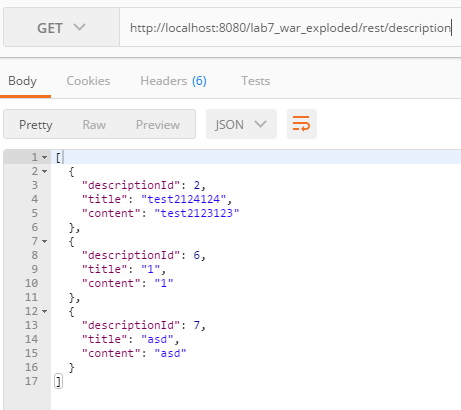 GET http://localhost:8080/lab7_war_exploded/rest/description
Body Cookies Headers (6) Tests
Pretty Raw Preview JSON
1 [
2 {
3 "descriptionId": 2,
4 "title": "test2124124",
5 "content": "test2123123"
6 },
7 {
8 "descriptionId": 6,
9 "title": "1",
10 "content": "1"
11 },
12 {
13 "descriptionId": 7,
14 "title": "asd",
15 "content": "asd"
16 }
17 ]